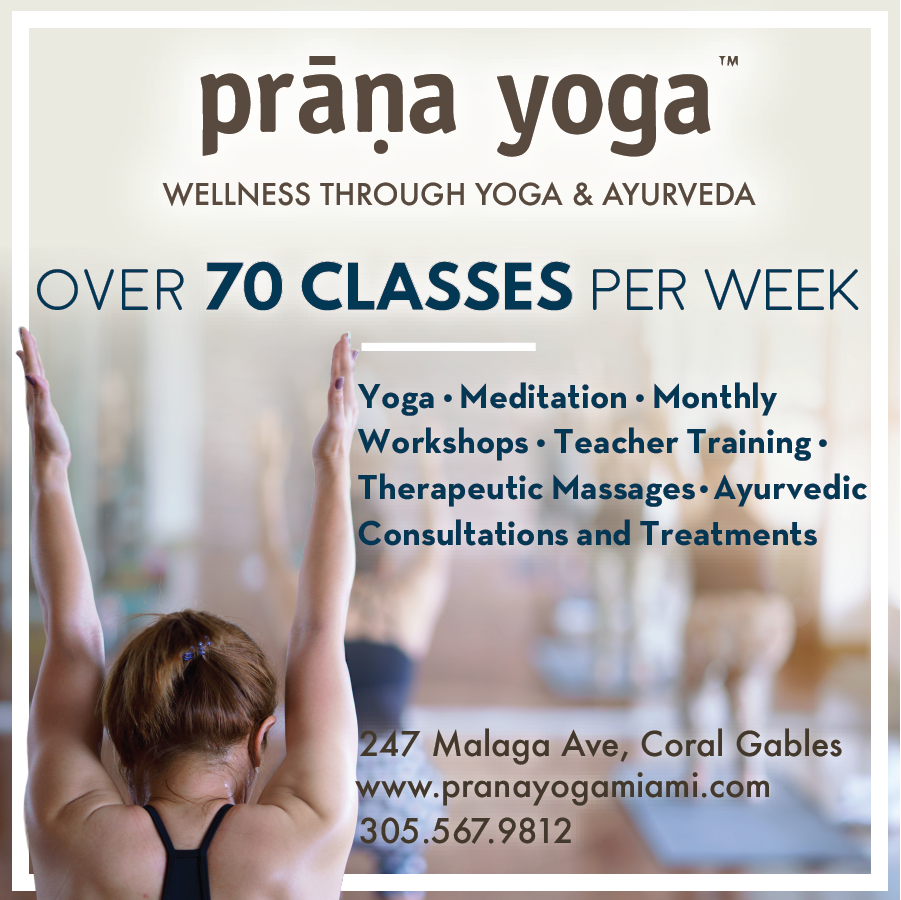 prāṇa yoga™
WELLNESS THROUGH YOGA & AYURVEDA
OVER 70 CLASSES PER WEEK
Yoga • Meditation • Monthly
Workshops • Teacher Training •
Therapeutic Massages • Ayurvedic
Consultations and Treatments
247 Malaga Ave, Coral Gables
www.pranayogamiami.com
305.567.9812